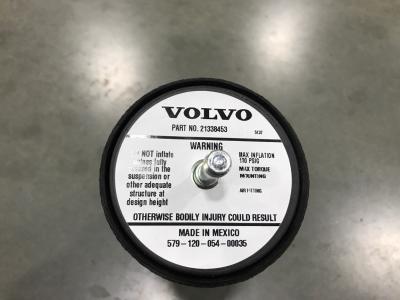 VOLVO
PART NO. 21338453
WARNING
NOT inflate
unless fully
in the
suspension or
other adequate
structure at
design height
MAX INFLATION
110 PSIG
MAX TORQUE
MOUNTING
AIR FITTING
OTHERWISE BODILY INJURY COULD RESULT
MADE IN MEXICO
579-120-054-00035